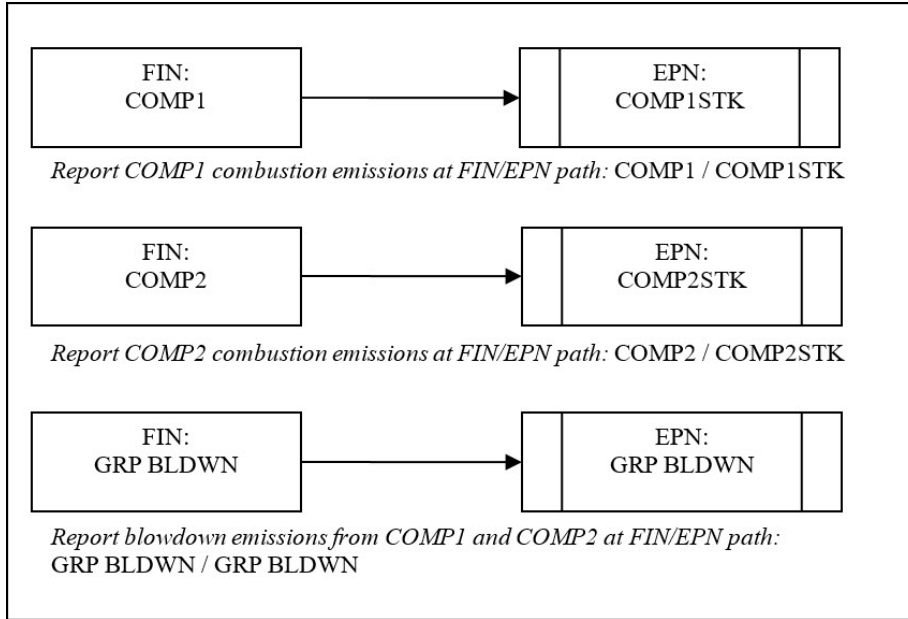 FIN:
COMP1
EPN:
COMP1STK
Report COMP1 combustion emissions at FIN/EPN path: COMP1 / COMP1STK
FIN:
COMP2
EPN:
COMP2STK
Report COMP2 combustion emissions at FIN/EPN path: COMP2 / COMP2STK
FIN:
GRP BLDWN
EPN:
GRP BLDWN
Report blowdown emissions from COMP1 and COMP2 at FIN/EPN path:
GRP BLDWN / GRP BLDWN